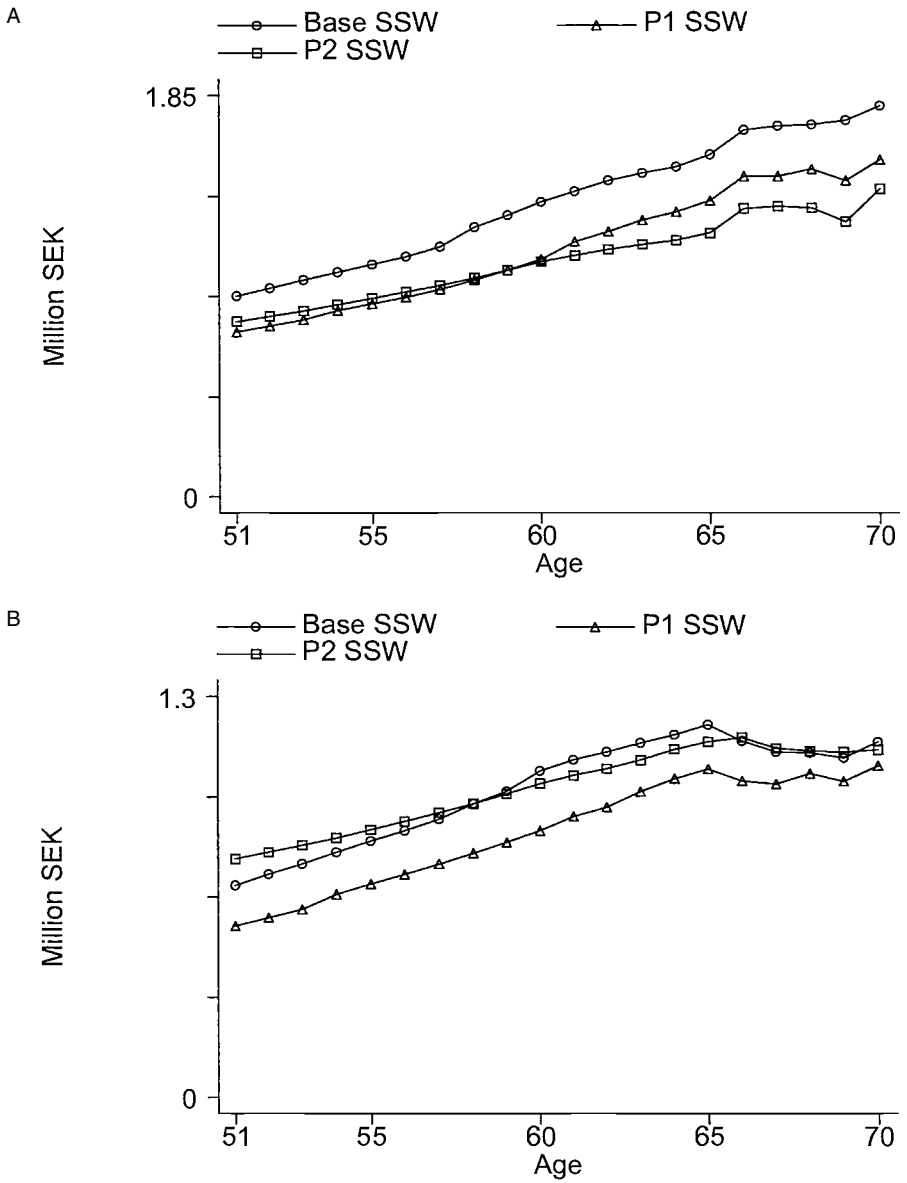 A
Base SSW
P1 SSW
P2 SSW
1.85
Million SEK
0
51
55
60
65
70
Age
B
Base SSW
P1 SSW
P2 SSW
1.3
Million SEK
0
51
55
60
65
70
Age